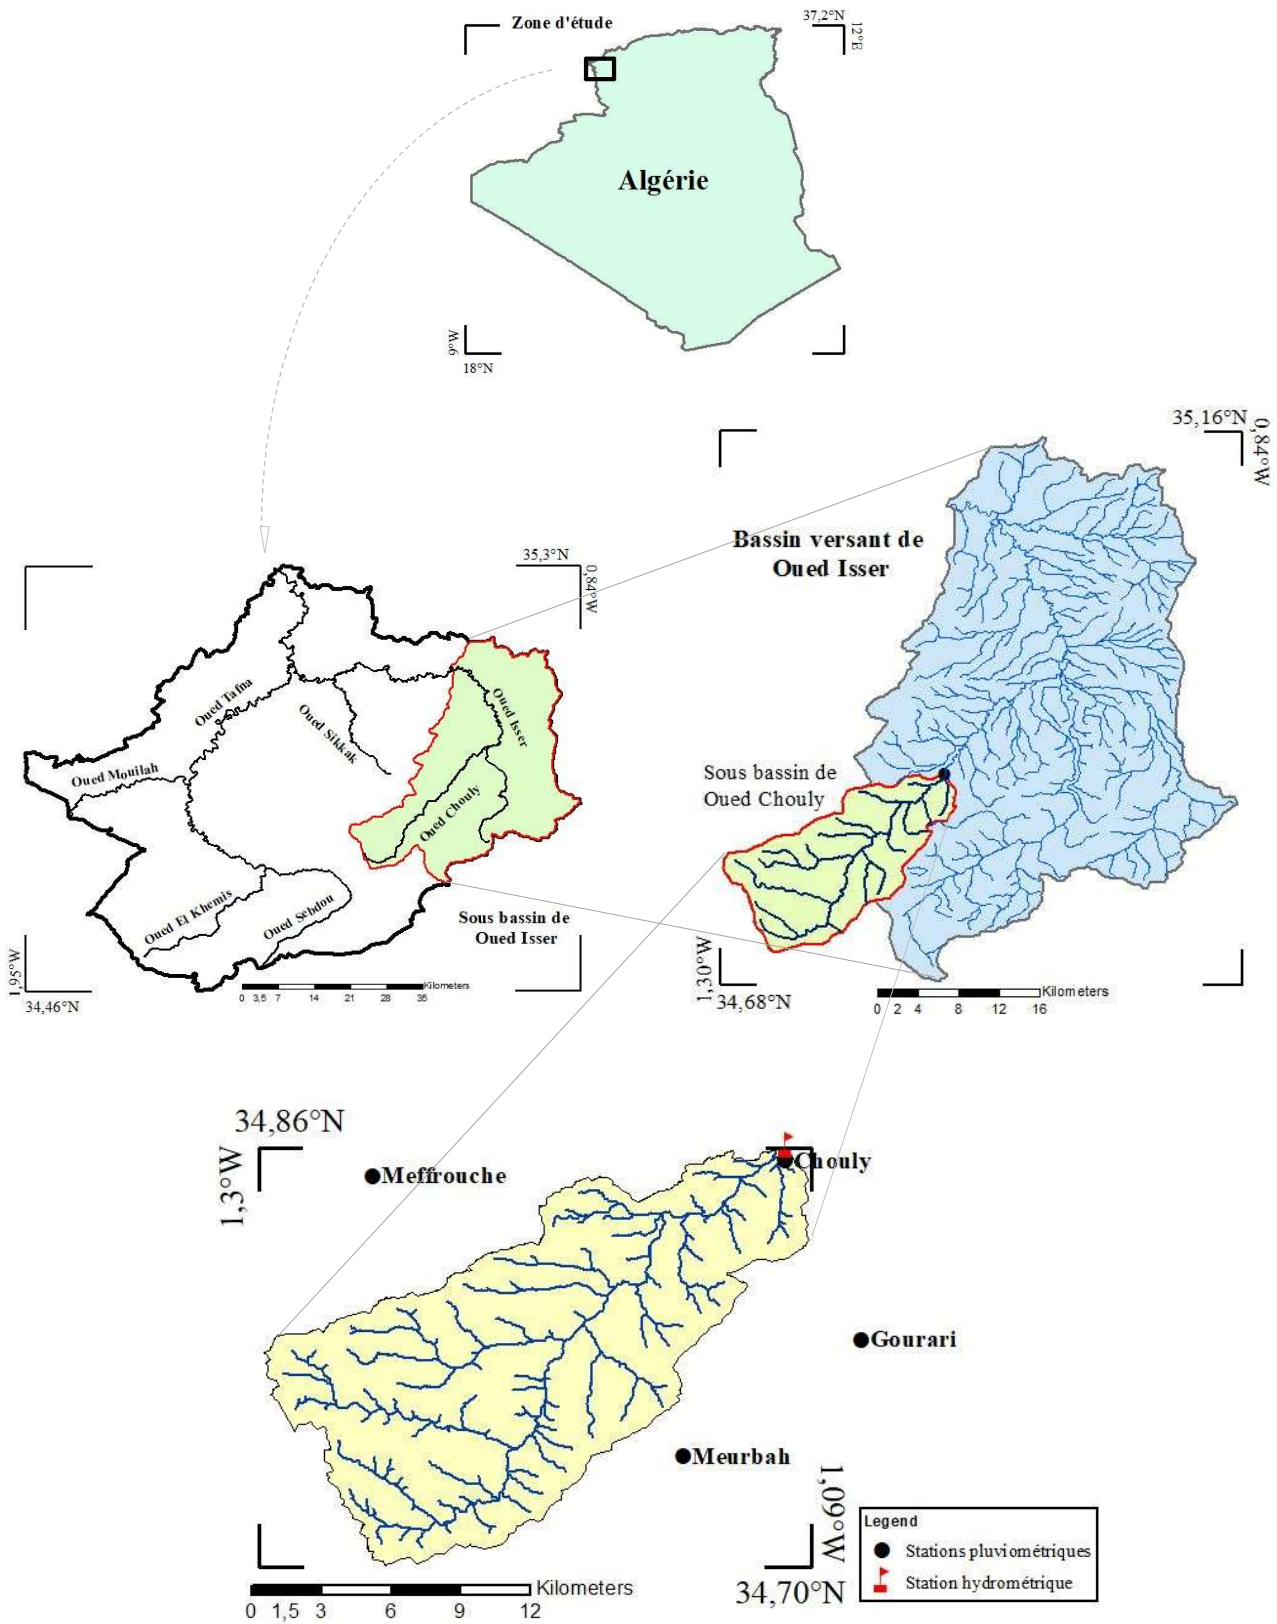 Zone d'étude
37,2°N
12°E
Algérie
9°W
18°N
35,16°N
0,84°W
Bassin versant de
Oued Isser
35,3°N
0,84°W
Oued Tafna
Oued Isser
Oued Sikkak
Oued Mouilah
Oued Chouly
Sous bassin de
Oued Chouly
Oued El Khemis
Oued Sebdou
Sous bassin de
Oued Isser
1,95°W
34,46°N
Kilometers
0 3,5 7 14 21 28 35
1,30°W
34,68°N
Kilometers
0 2 4 8 12 16
34,86°N
1,3°W
Meffrouche
Chouly
Gourari
Meurbah
1,09°W
34,70°N
Legend
Stations pluviométriques
Station hydrométrique
Kilometers
0 1,5 3 6 9 12